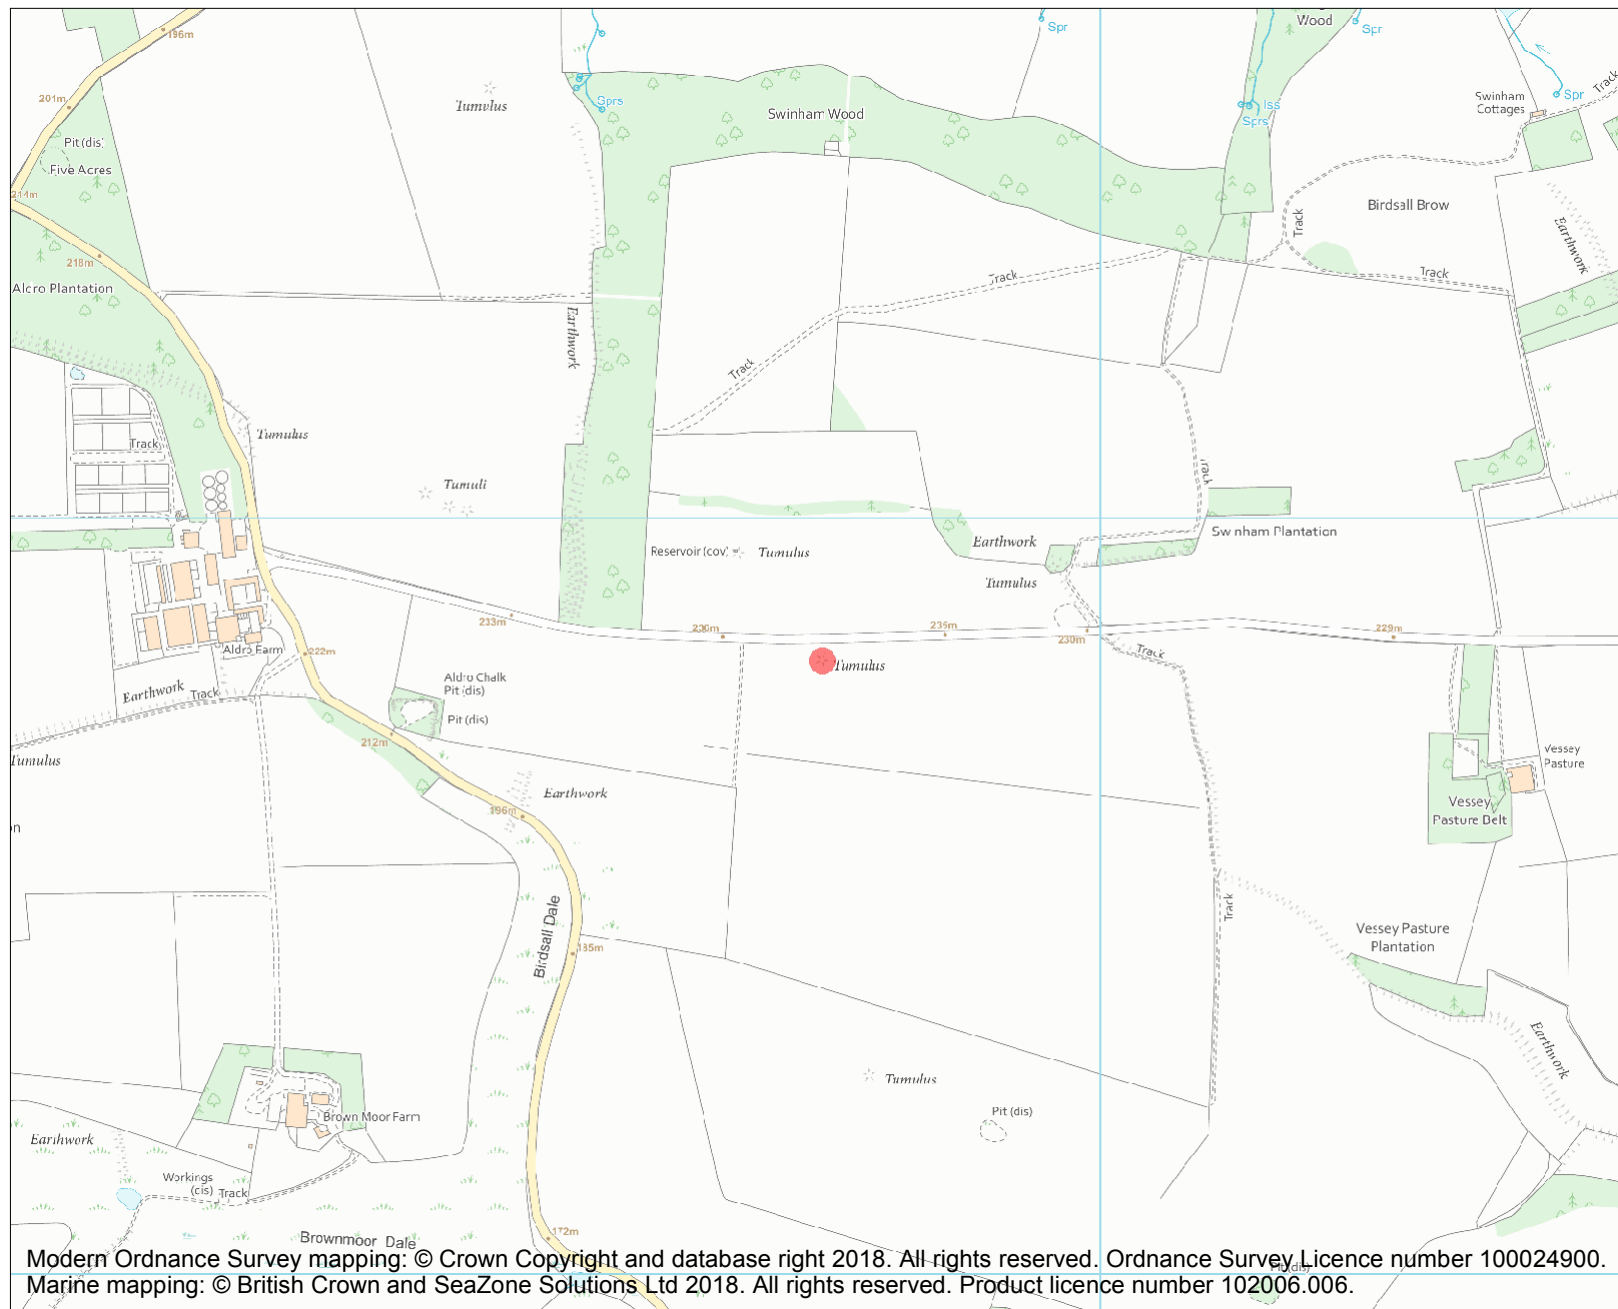 Wood
196m
Spr
Spr
Tumulus
Sprs
Swinham Wood
Iss
Sprs
Swinham
Cottages
Spr
Track
201m
Pit (dis)
Five Acres
214m
Birdsall Brow
Track
Earthwork
218m
Track
Track
Aldro Plantation
Earthwork
Track
Tumulus
Track
Tumuli
Track
Swinham Plantation
Earthwork
Reservoir (cov)
Tumulus
Tumulus
233m
230m
235m
230m
229m
Aldro Farm
222m
Track
Tumulus
Aldro Chalk
Pit (dis)
Earthwork
Track
Pit (dis)
212m
Tumulus
Vessey
Pasture
Earthwork
196m
Vessey
Pasture Belt
Birdsall Dale
Track
Vessey Pasture
Plantation
185m
Earthwork
Tumulus
Pit (dis)
Brown Moor Farm
Earthwork
Workings
(dis)
Track
172m
Brownmoor Dale
Pit (dis)
Modern Ordnance Survey mapping: © Crown Copyright and database right 2018. All rights reserved. Ordnance Survey Licence number 100024900.
Marine mapping: © British Crown and SeaZone Solutions Ltd 2018. All rights reserved. Product licence number 102006.006.